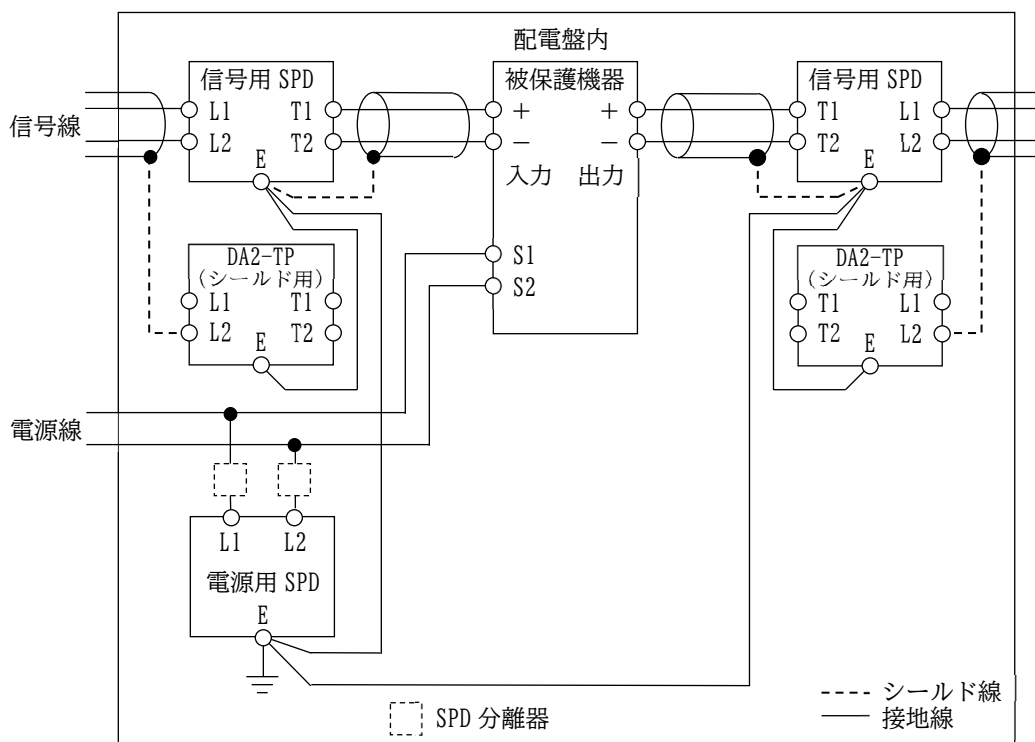 配電盤内
信号線
信号用 SPD
L1 T1
L2 T2
E
被保護機器
+ +
− −
入力 出力
S1
S2
信号用 SPD
T1 L1
T2 L2
E
DA2-TP
(シールド用)
L1 T1
L2 T2
E
DA2-TP
(シールド用)
T1 L1
T2 L2
E
電源線
L1 L2
電源用 SPD
E
SPD 分離器
シールド線
接地線